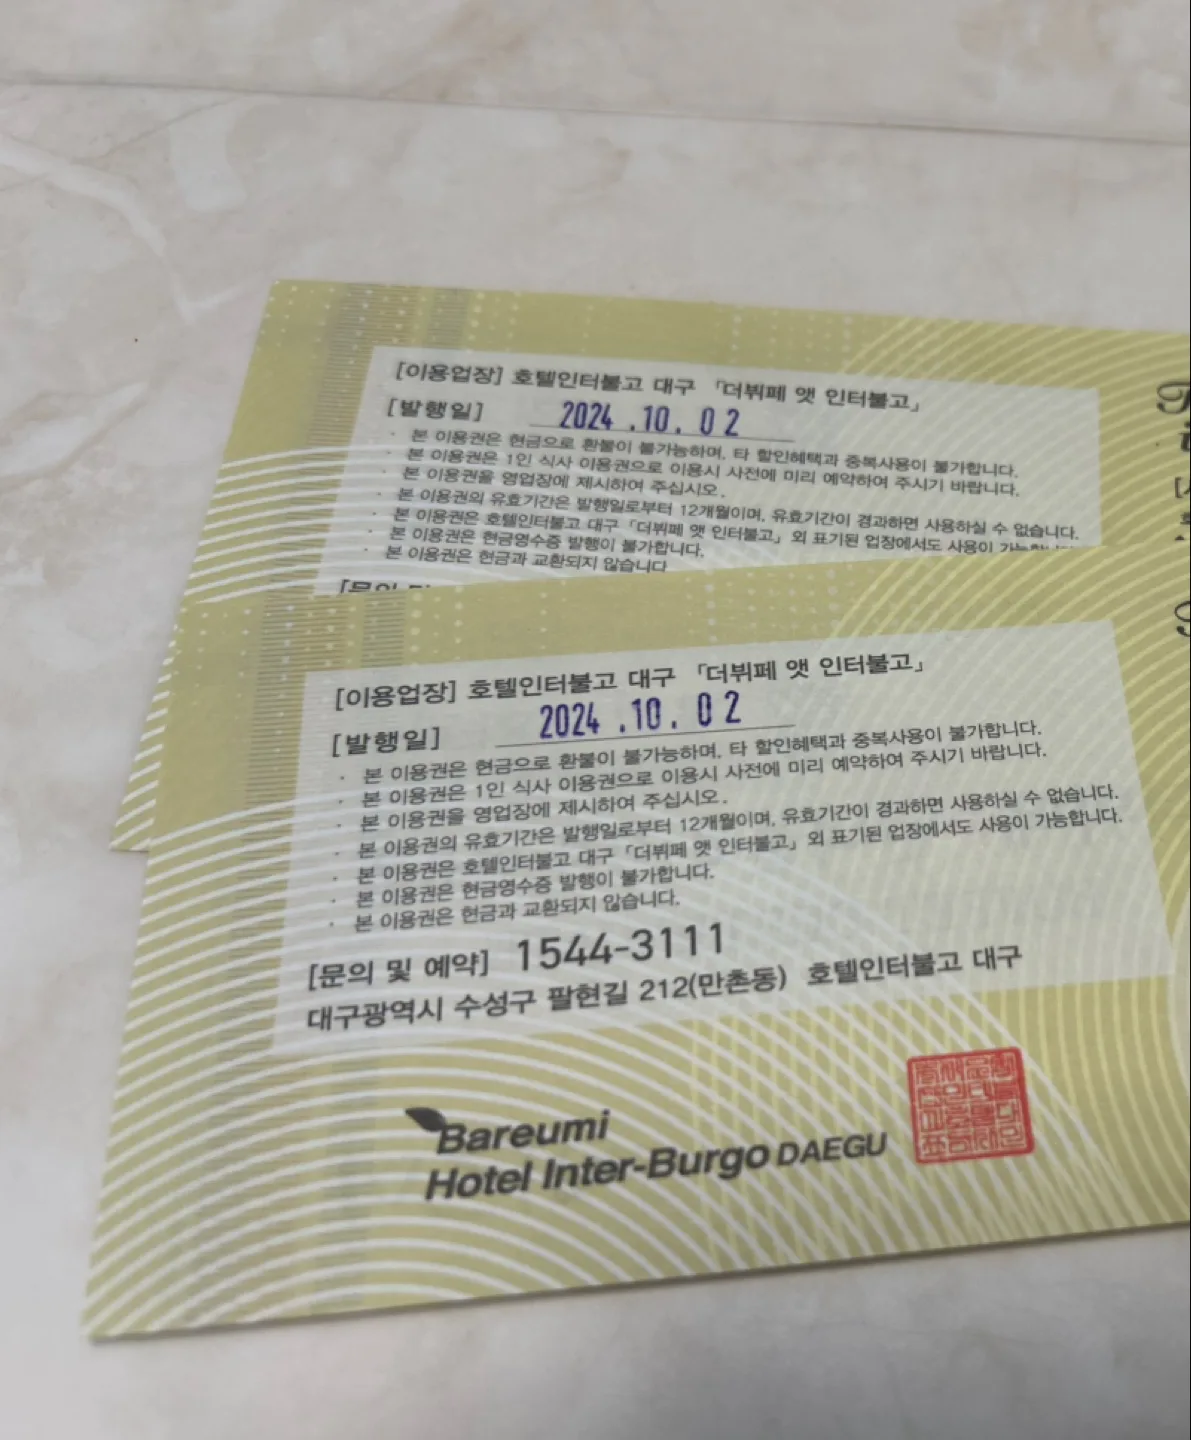 [이용업장] 호텔인터불고 대구 「더뷔페 앳 인터불고」
[발행일] 2024.10.02
· 본 이용권은 현금으로 환불이 불가능하며, 타 할인혜택과 중복사용이 불가합니다.
· 본 이용권은 1인 식사 이용권으로 이용시 사전에 미리 예약하여 주시기 바랍니다.
· 본 이용권을 영업장에 제시하여 주십시오.
· 본 이용권의 유효기간은 발행일로부터 12개월이며, 유효기간이 경과하면 사용하실 수 없습니다.
· 본 이용권은 호텔인터불고 대구 「더뷔페 앳 인터불고」 외 표기된 업장에서도 사용이
· 본 이용권은 현금영수증 발행이 불가합니다.
· 본 이용권은 현금과 교환되지 않습니다
[이용업장] 호텔인터불고 대구 「더뷔페 앳 인터불고」
[발행일] 2024.10.02
· 본 이용권은 현금으로 환불이 불가능하며, 타 할인혜택과 중복사용이 불가합니다.
· 본 이용권은 1인 식사 이용권으로 이용시 사전에 미리 예약하여 주시기 바랍니다.
· 본 이용권을 영업장에 제시하여 주십시오.
· 본 이용권의 유효기간은 발행일로부터 12개월이며, 유효기간이 경과하면 사용하실 수 없습니다.
· 본 이용권은 호텔인터불고 대구 「더뷔페 앳 인터불고」 외 표기된 업장에서도 사용이 가능합니다.
· 본 이용권은 현금영수증 발행이 불가합니다.
· 본 이용권은 현금과 교환되지 않습니다.
[문의 및 예약] 1544-3111
대구광역시 수성구 팔현길 212(만촌동) 호텔인터불고 대구
Bareumi
Hotel Inter-Burgo DAEGU